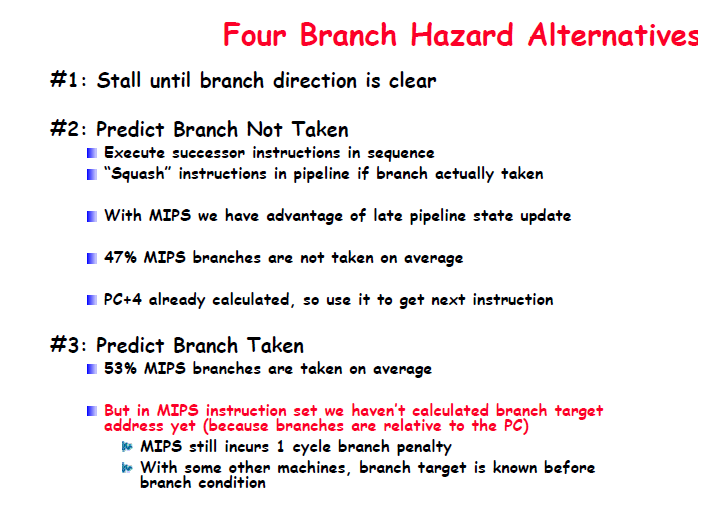 Four Branch Hazard Alternatives
#1: Stall until branch direction is clear
#2: Predict Branch Not Taken
Execute successor instructions in sequence
“Squash” instructions in pipeline if branch actually taken
With MIPS we have advantage of late pipeline state update
47% MIPS branches are not taken on average
PC+4 already calculated, so use it to get next instruction
#3: Predict Branch Taken
53% MIPS branches are taken on average
But in MIPS instruction set we haven’t calculated branch target
address yet (because branches are relative to the PC)
MIPS still incurs 1 cycle branch penalty
With some other machines, branch target is known before
branch condition